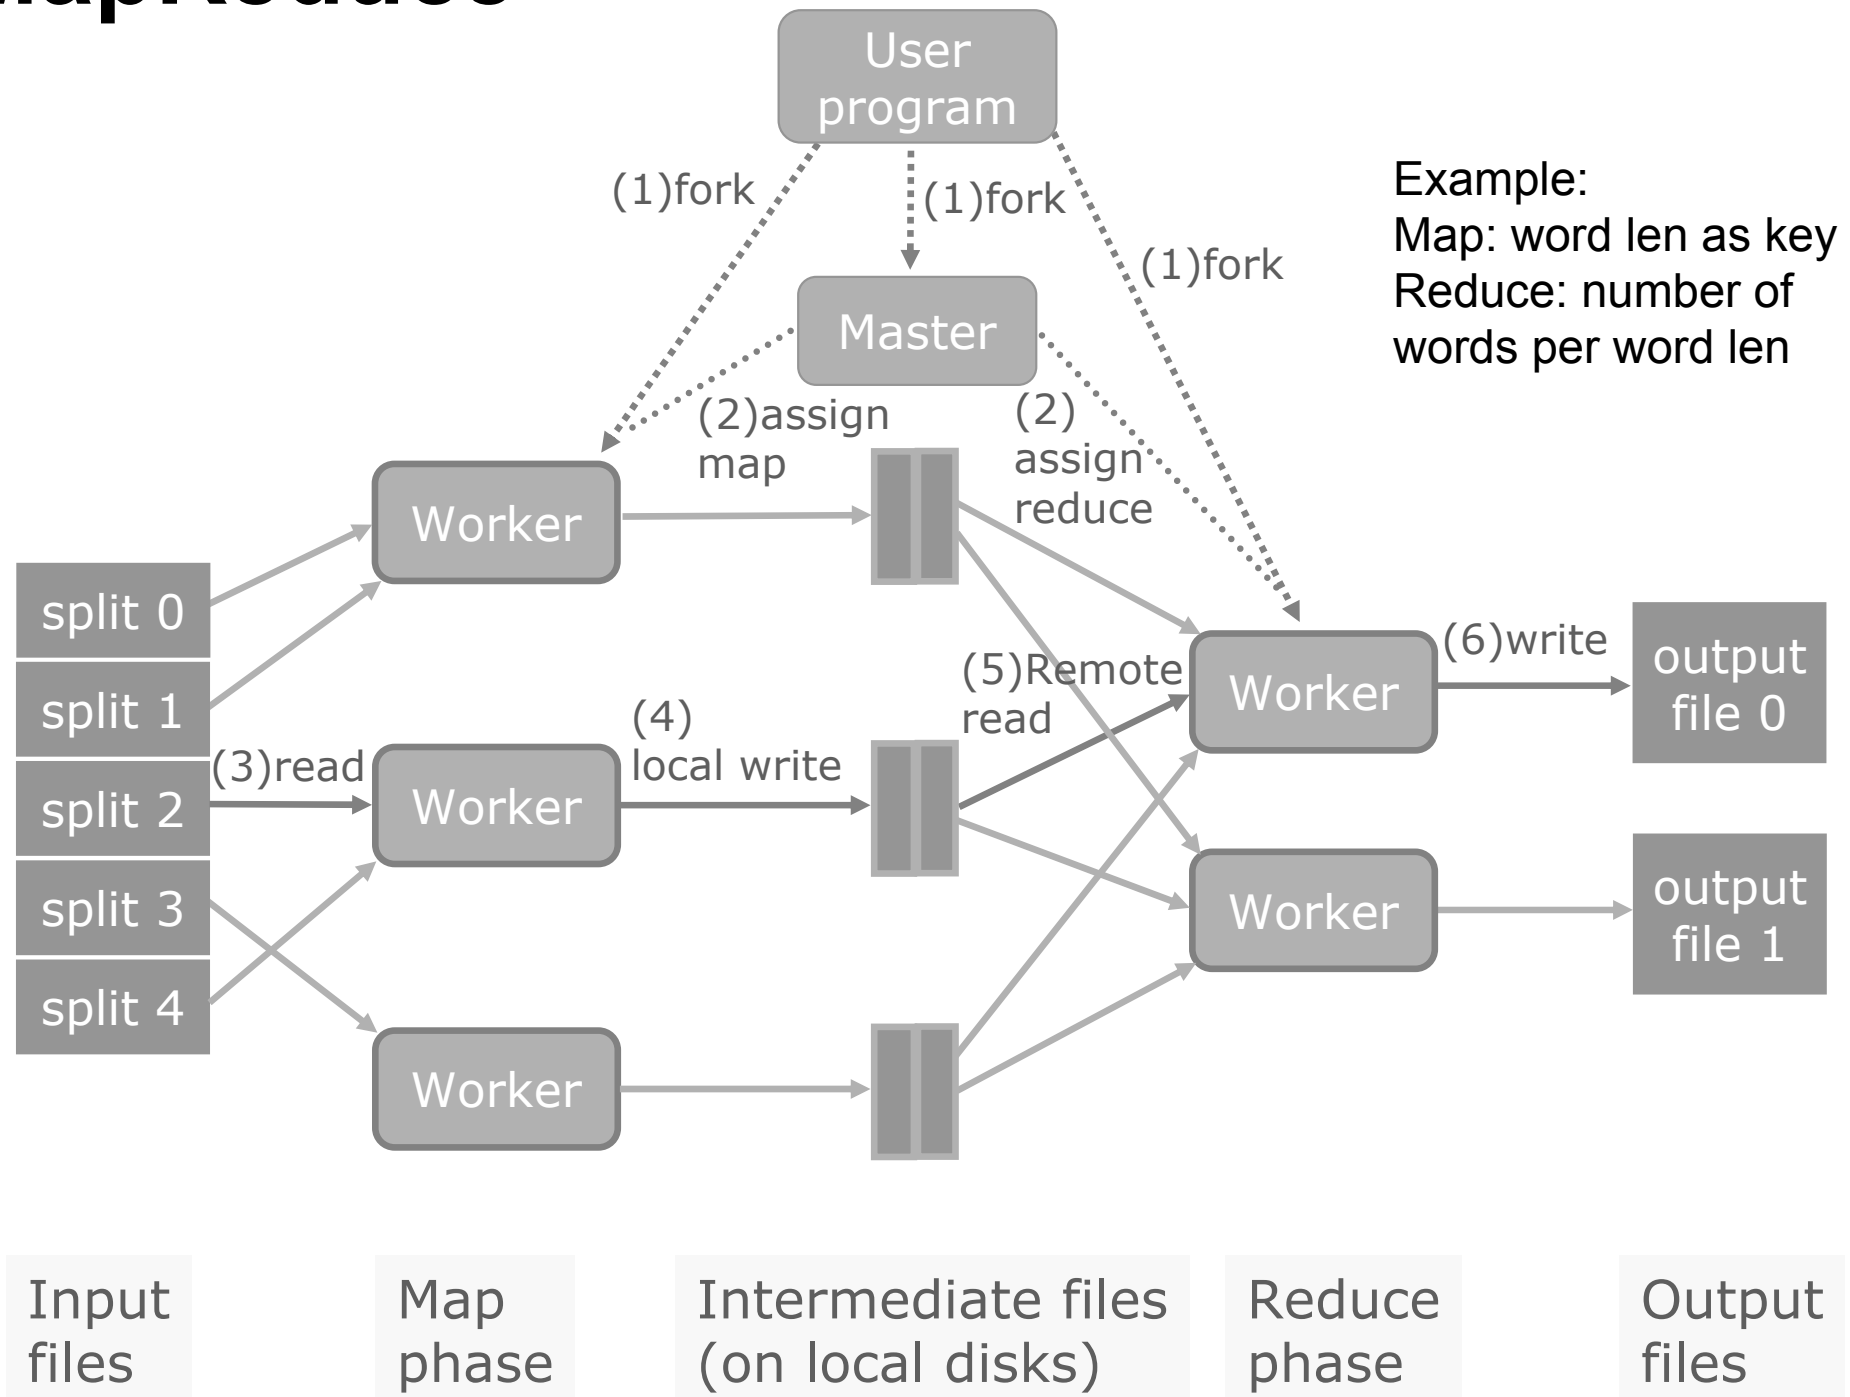 MapReduce
User
program
(1)fork
(1)fork
(1)fork
Example:
Map: word len as key
Reduce: number of
words per word len
Master
(2)assign
map
(2)
assign
reduce
Worker
split 0
split 1
split 2
split 3
split 4
(3)read
Worker
(4)
local write
(5)Remote
read
Worker
(6)write
output
file 0
Worker
output
file 1
Worker
Input
files
Map
phase
Intermediate files
(on local disks)
Reduce
phase
Output
files